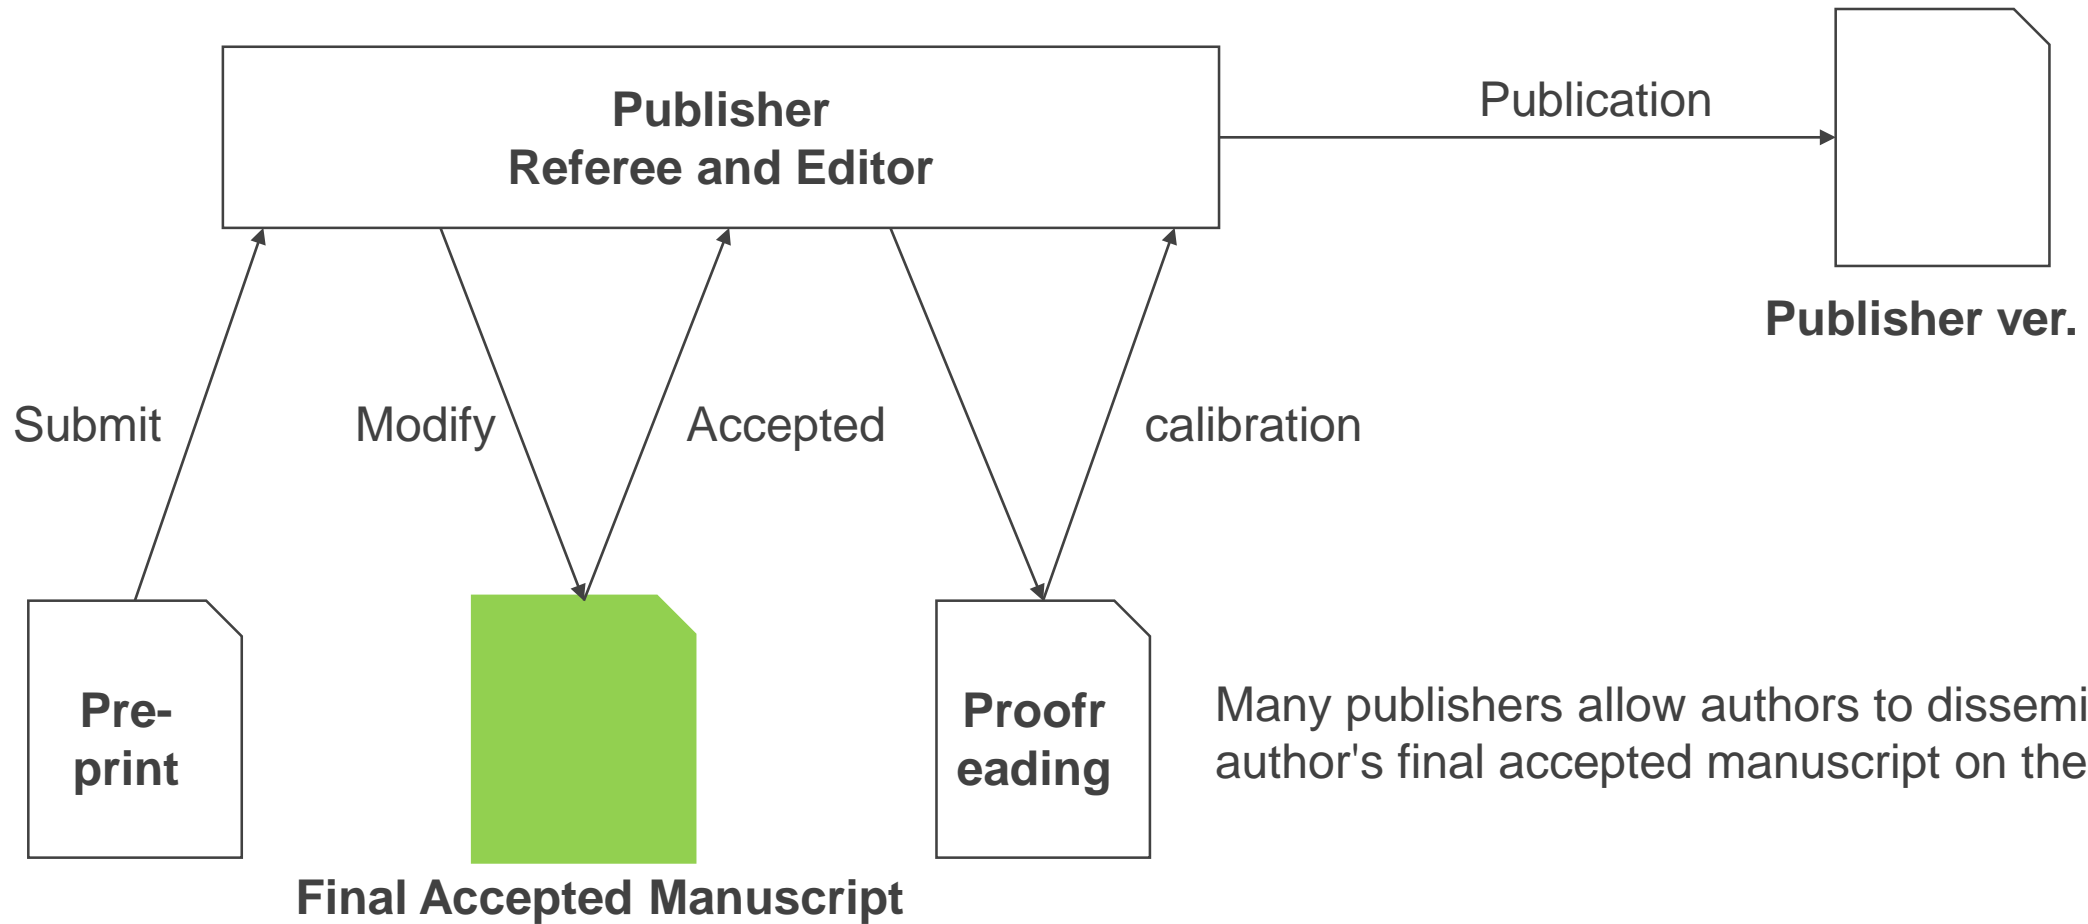 Publisher
Referee and Editor
Publication
Publisher ver.
Submit
Modify
Accepted
calibration
Pre-
print
Proofr
eading
Many publishers allow authors to dissemi
author's final accepted manuscript on the
Final Accepted Manuscript